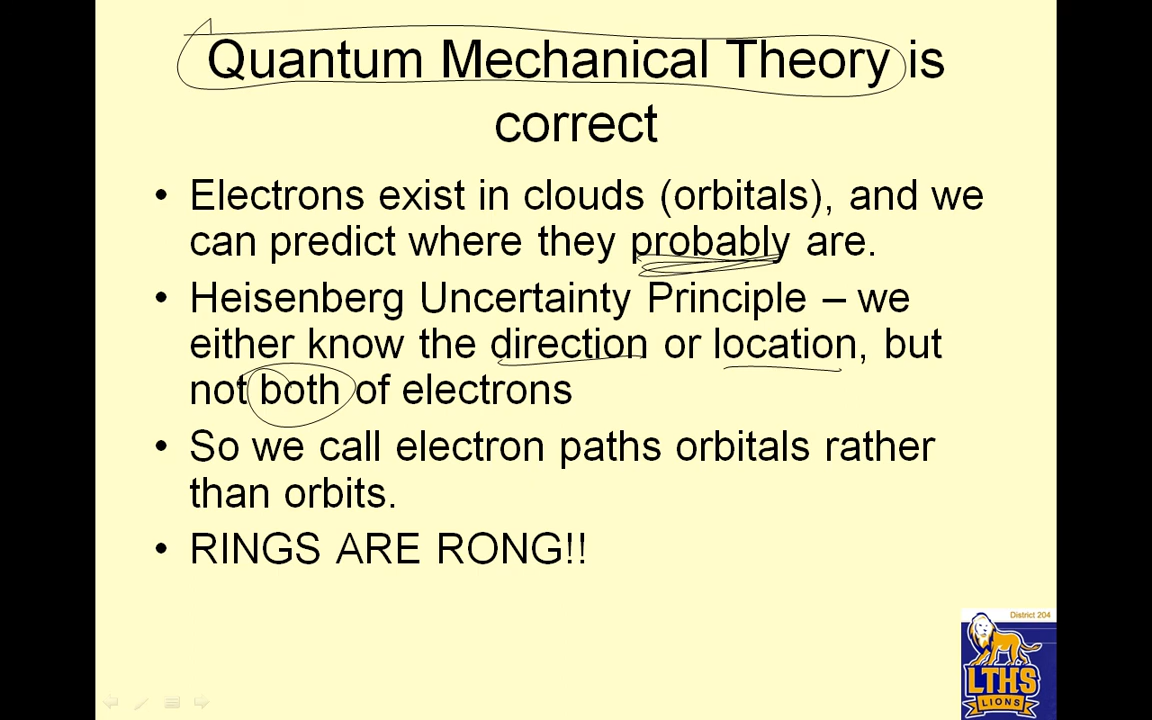 Quantum Mechanical Theory is
correct
• Electrons exist in clouds (orbitals), and we
can predict where they probably are.
• Heisenberg Uncertainty Principle – we
either know the direction or location, but
not both of electrons
• So we call electron paths orbitals rather
than orbits.
• RINGS ARE RONG!!
District 204
LTHS
LIONS